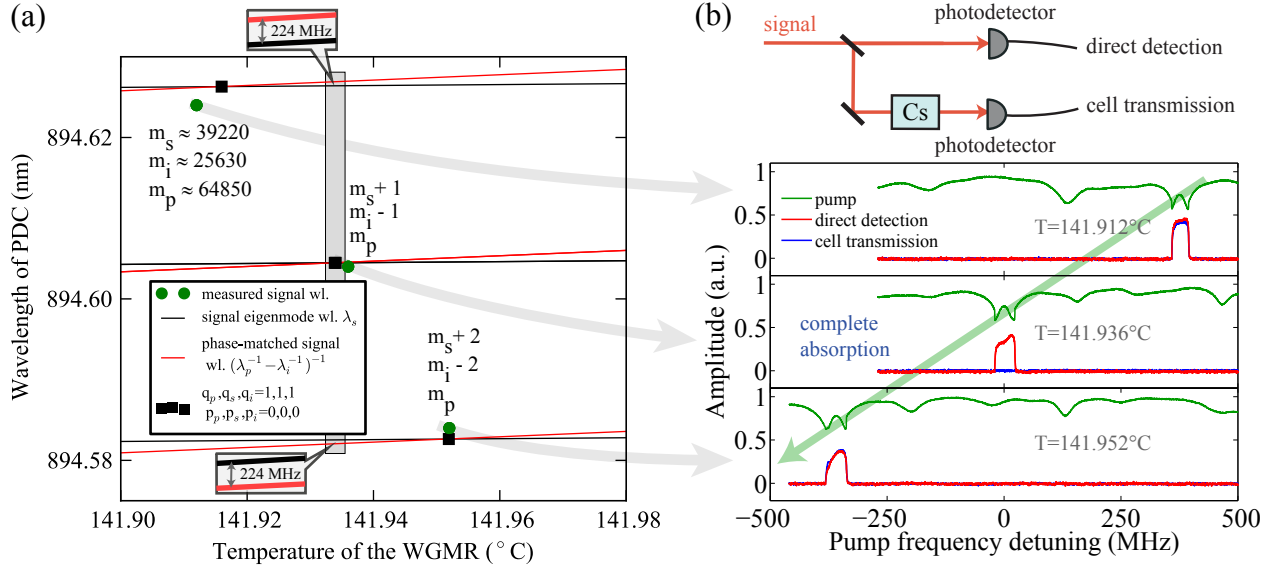 (a)
224 MHz
Wavelength of PDC (nm)
894.62
894.60
894.58
m_s ≈ 39220
m_i ≈ 25630
m_p ≈ 64850
m_s + 1
m_i - 1
m_p
measured signal wl.
signal eigenmode wl. λ_s
phase-matched signal
wl. (λ_p^{-1} − λ_i^{-1})^{-1}
q_p,q_s,q_i=1,1,1
p_p,p_s,p_i=0,0,0
m_s + 2
m_i - 2
m_p
224 MHz
141.90
141.92
141.94
141.96
141.98
Temperature of the WGMR (°C)
(b)
photodetector
signal
direct detection
Cs
cell transmission
photodetector
Amplitude (a.u.)
1
0.5
0
pump
direct detection
cell transmission
T=141.912°C
1
0.5
0
complete
absorption
T=141.936°C
1
0.5
0
T=141.952°C
−500
−250
0
250
500
Pump frequency detuning (MHz)